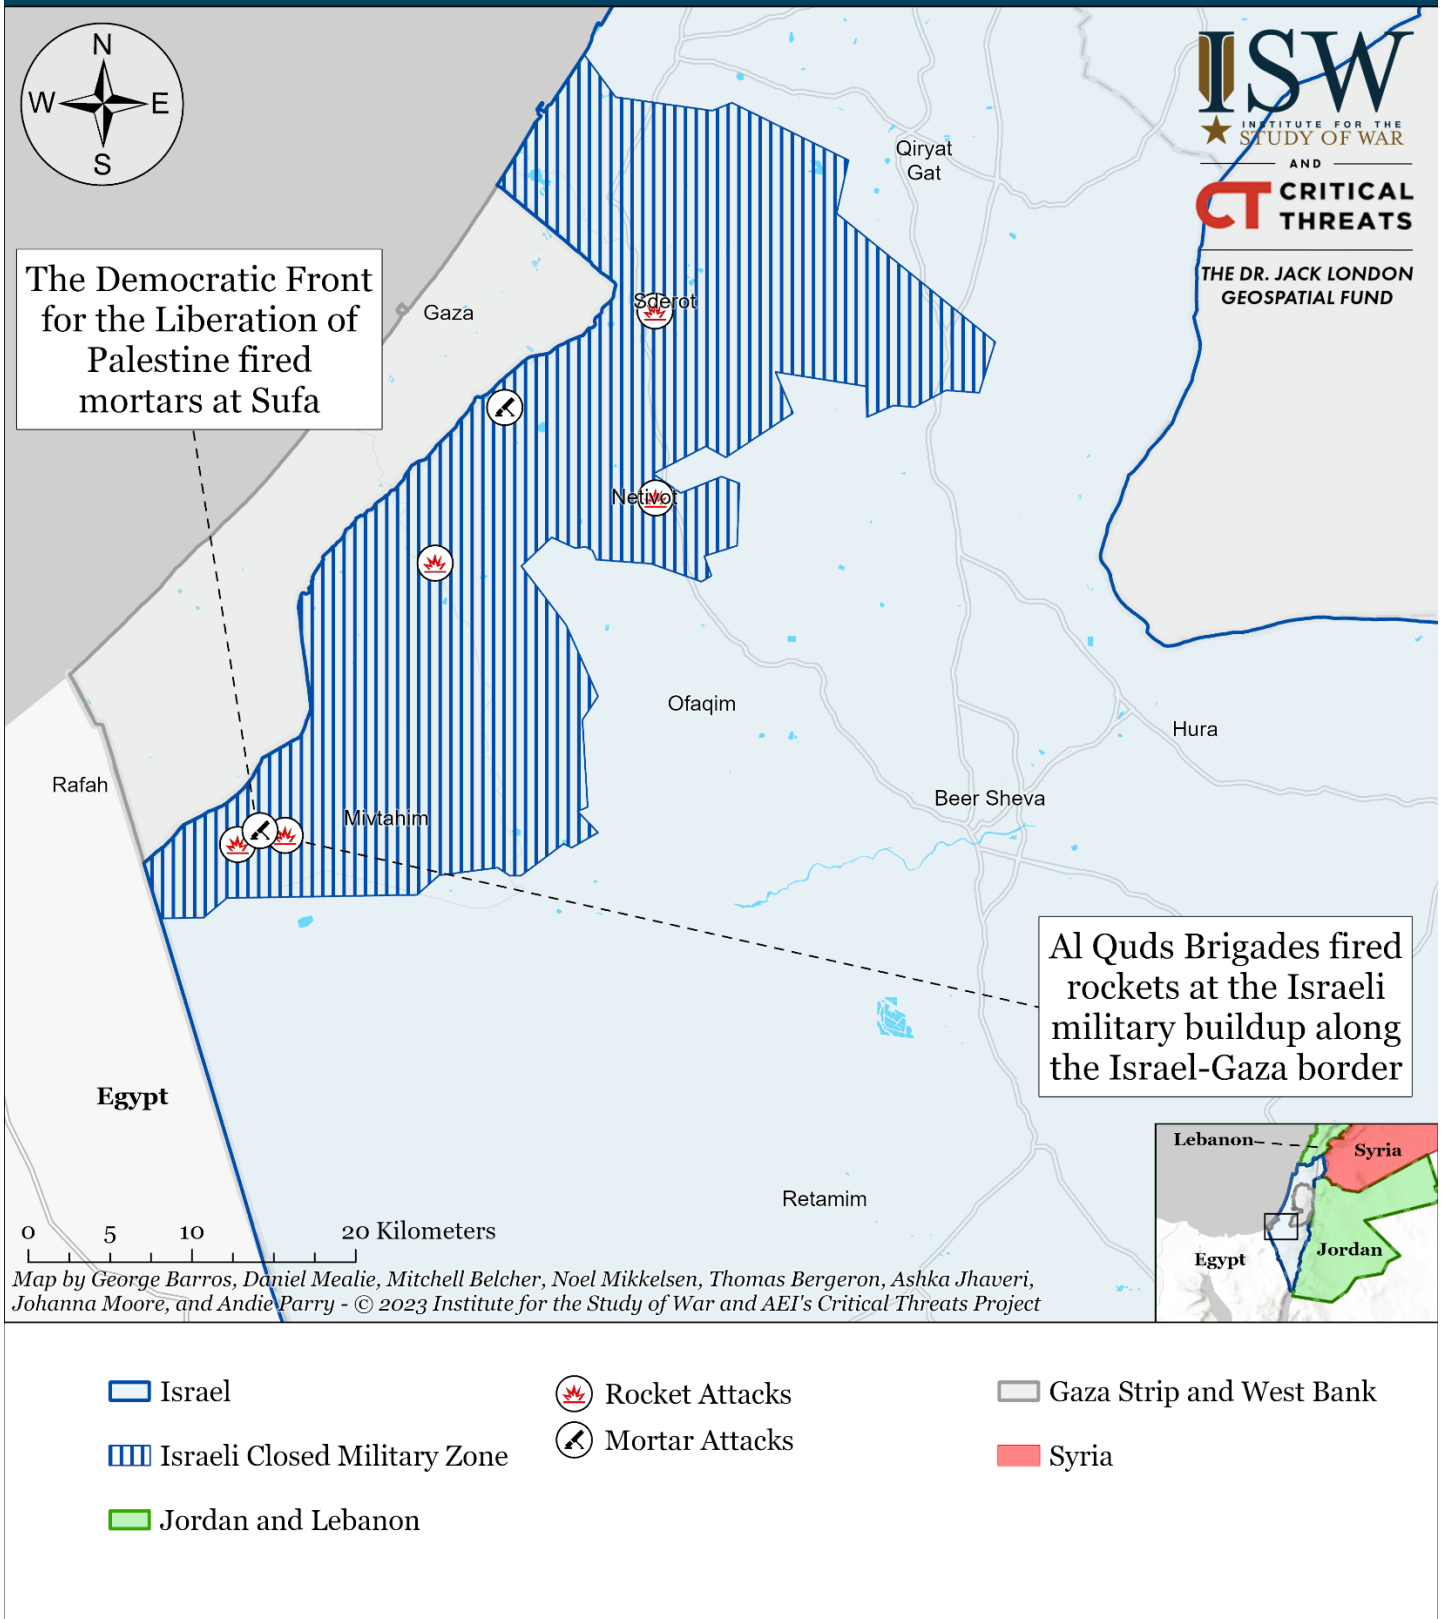 N
W
E
S
ISW
INSTITUTE FOR THE
STUDY OF WAR
AND
CT CRITICAL
THREATS
THE DR. JACK LONDON
GEOSPATIAL FUND
Qiryat
Gat
The Democratic Front
for the Liberation of
Palestine fired
mortars at Sufa
Gaza
Sderot
Netivot
Ofaqim
Hura
Rafah
Mivtahim
Beer Sheva
Al Quds Brigades fired
rockets at the Israeli
military buildup along
the Israel-Gaza border
Egypt
Retamim
Lebanon
Syria
Jordan
Egypt
0 5 10 20 Kilometers
Map by George Barros, Daniel Mealie, Mitchell Belcher, Noel Mikkelsen, Thomas Bergeron, Ashka Jhaveri,
Johanna Moore, and Andie Parry - © 2023 Institute for the Study of War and AEI's Critical Threats Project
Israel
Israeli Closed Military Zone
Jordan and Lebanon
Rocket Attacks
Mortar Attacks
Gaza Strip and West Bank
Syria